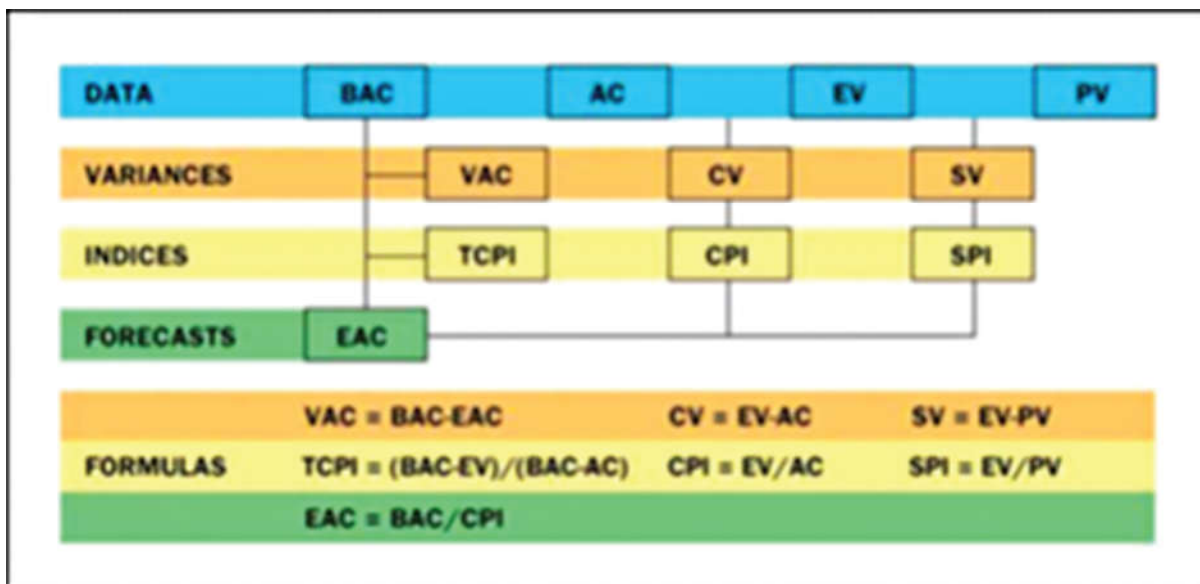 DATA BAC AC EV PV
VARIANCES VAC CV SV
INDICES TCPI CPI SPI
FORECASTS EAC
VAC = BAC-EAC CV = EV-AC SV = EV-PV
FORMULAS TCPI = (BAC-EV)/(BAC-AC) CPI = EV/AC SPI = EV/PV
EAC = BAC/CPI